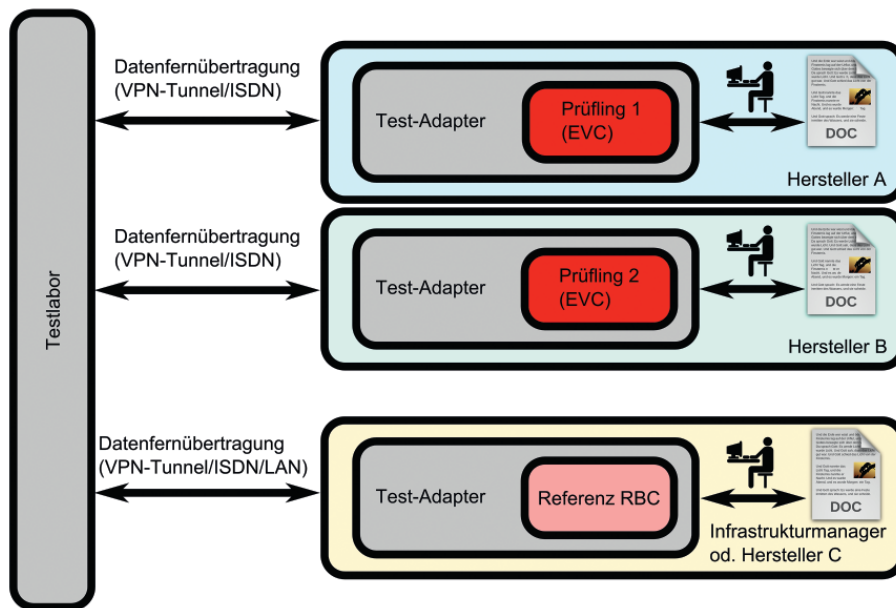 Testlabor
Datenfernübertragung
(VPN-Tunnel/ISDN)
Test-Adapter
Prüfling 1
(EVC)
DOC
Hersteller A
Datenfernübertragung
(VPN-Tunnel/ISDN)
Test-Adapter
Prüfling 2
(EVC)
DOC
Hersteller B
Datenfernübertragung
(VPN-Tunnel/ISDN/LAN)
Test-Adapter
Referenz RBC
DOC
Infrastrukturmanager
od. Hersteller C